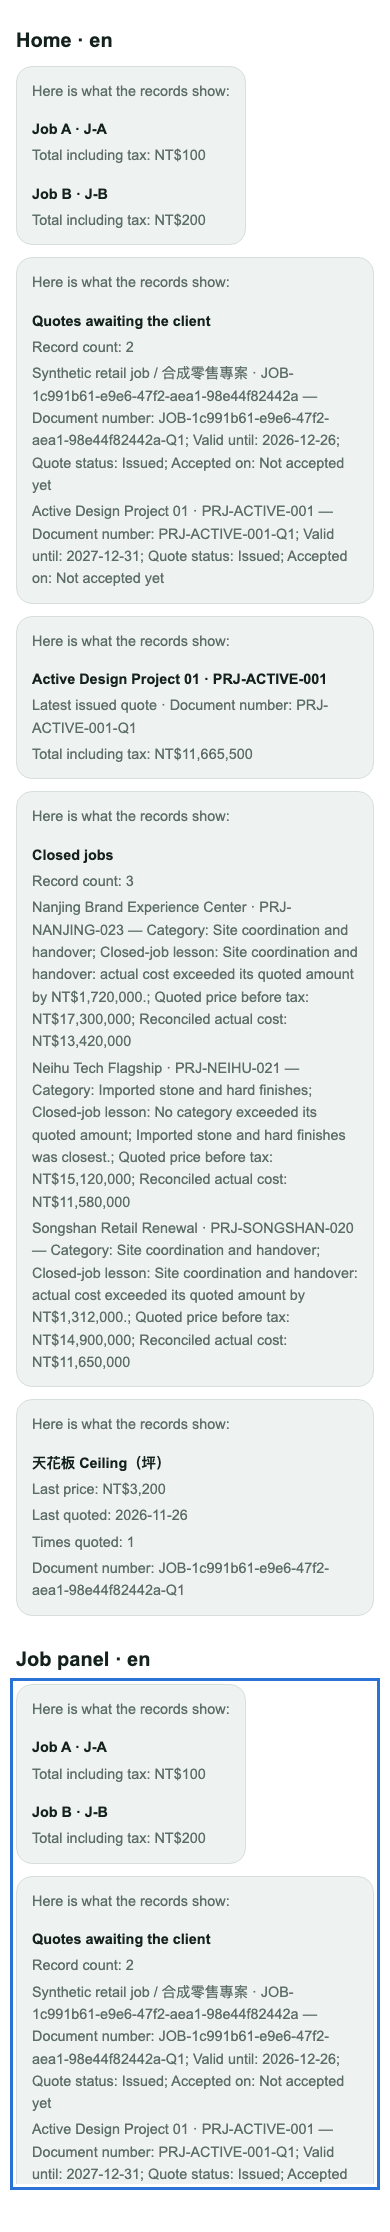 Home · en
Here is what the records show:
Job A · J-A
Total including tax: NT$100
Job B · J-B
Total including tax: NT$200
Here is what the records show:
Quotes awaiting the client
Record count: 2
Synthetic retail job / 合成零售專案 · JOB-
1c991b61-e9e6-47f2-aea1-98e44f82442a —
Document number: JOB-1c991b61-e9e6-47f2-
aea1-98e44f82442a-Q1; Valid until: 2026-12-26;
Quote status: Issued; Accepted on: Not accepted
yet
Active Design Project 01 · PRJ-ACTIVE-001 —
Document number: PRJ-ACTIVE-001-Q1; Valid
until: 2027-12-31; Quote status: Issued; Accepted
on: Not accepted yet
Here is what the records show:
Active Design Project 01 · PRJ-ACTIVE-001
Latest issued quote · Document number: PRJ-
ACTIVE-001-Q1
Total including tax: NT$11,665,500
Here is what the records show:
Closed jobs
Record count: 3
Nanjing Brand Experience Center · PRJ-
NANJING-023 — Category: Site coordination and
handover; Closed-job lesson: Site coordination and
handover: actual cost exceeded its quoted amount
by NT$1,720,000.; Quoted price before tax:
NT$17,300,000; Reconciled actual cost:
NT$13,420,000
Neihu Tech Flagship · PRJ-NEIHU-021 —
Category: Imported stone and hard finishes;
Closed-job lesson: No category exceeded its
quoted amount; Imported stone and hard finishes
was closest.; Quoted price before tax:
NT$15,120,000; Reconciled actual cost:
NT$11,580,000
Songshan Retail Renewal · PRJ-SONGSHAN-020
— Category: Site coordination and handover;
Closed-job lesson: Site coordination and handover:
actual cost exceeded its quoted amount by
NT$1,312,000.; Quoted price before tax:
NT$14,900,000; Reconciled actual cost:
NT$11,650,000
Here is what the records show:
天花板 Ceiling（坪）
Last price: NT$3,200
Last quoted: 2026-11-26
Times quoted: 1
Document number: JOB-1c991b61-e9e6-47f2-
aea1-98e44f82442a-Q1
Job panel · en
Here is what the records show:
Job A · J-A
Total including tax: NT$100
Job B · J-B
Total including tax: NT$200
Here is what the records show:
Quotes awaiting the client
Record count: 2
Synthetic retail job / 合成零售專案 · JOB-
1c991b61-e9e6-47f2-aea1-98e44f82442a —
Document number: JOB-1c991b61-e9e6-47f2-
aea1-98e44f82442a-Q1; Valid until: 2026-12-26;
Quote status: Issued; Accepted on: Not accepted
yet
Active Design Project 01 · PRJ-ACTIVE-001 —
Document number: PRJ-ACTIVE-001-Q1; Valid
until: 2027-12-31; Quote status: Issued; Accepted